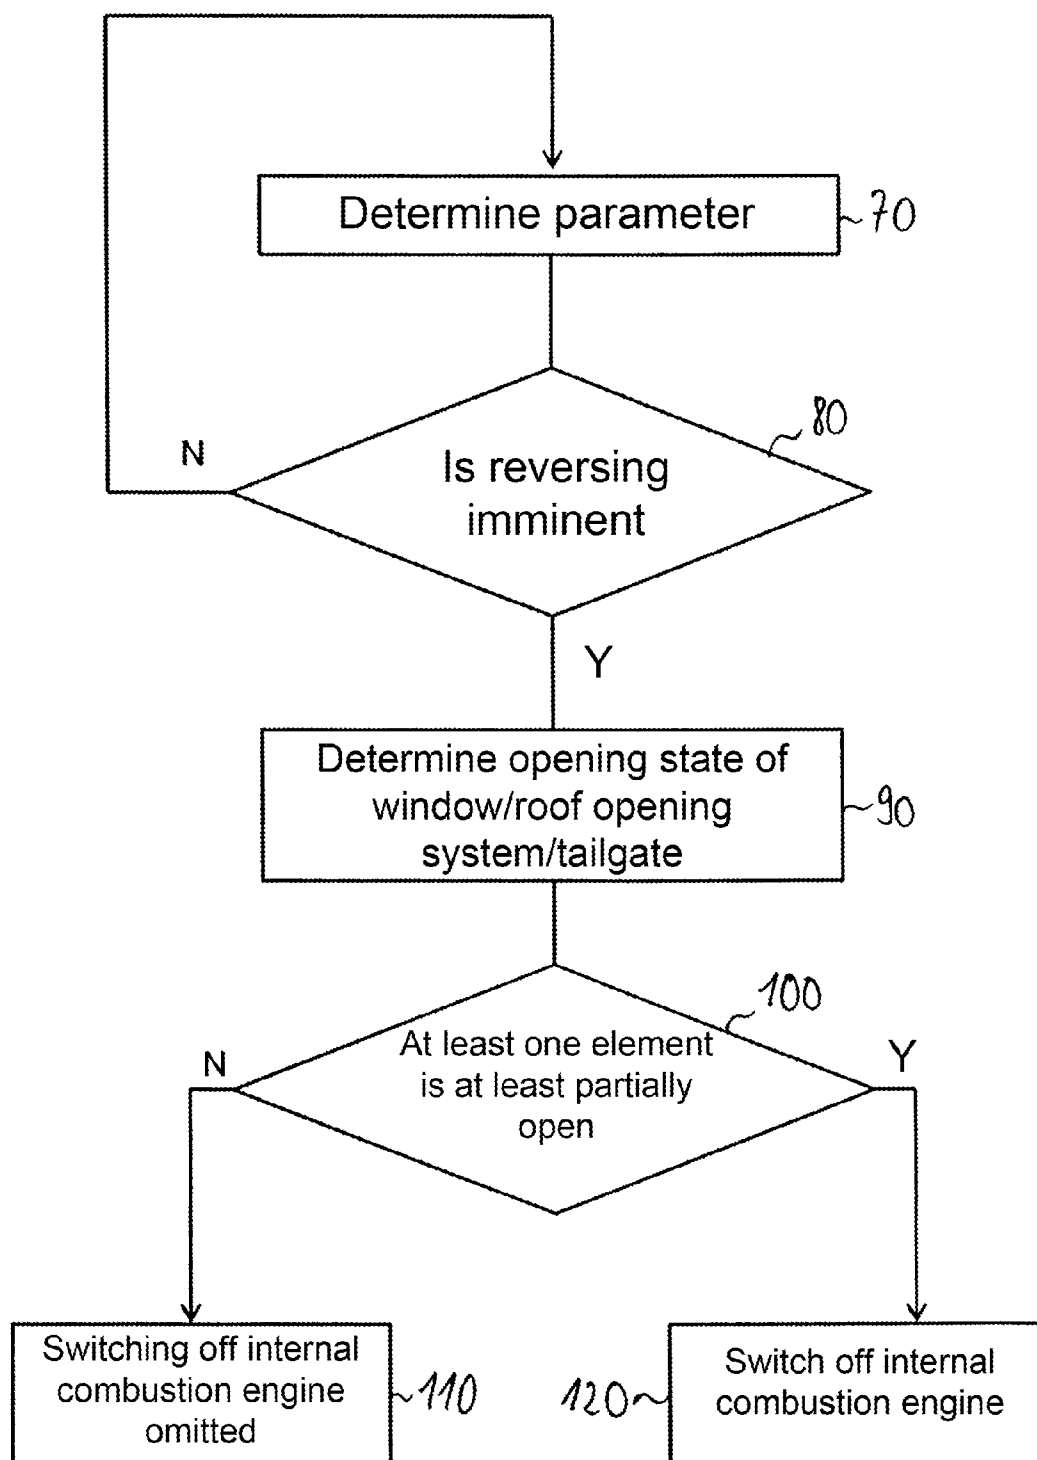 Determine parameter
70
80
N
Is reversing
imminent
Y
Determine opening state of
window/roof opening
system/tailgate
90
100
N
At least one element
is at least partially
open
Y
Switching off internal
combustion engine
omitted
110
120
Switch off internal
combustion engine